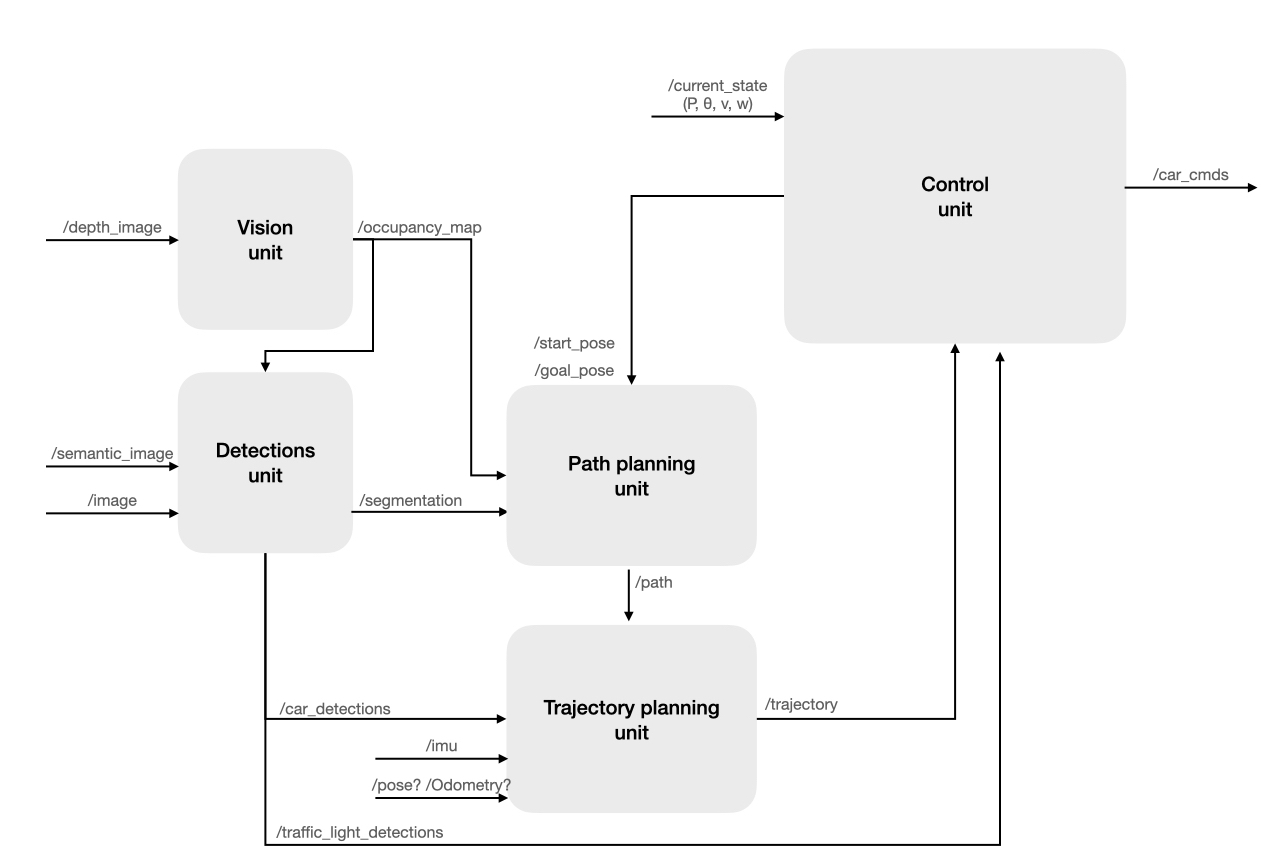 /current_state
(P, θ, v, w)
Control
unit
/car_cmds
/depth_image
Vision
unit
/occupancy_map
/start_pose
/goal_pose
/semantic_image
/image
Detections
unit
/segmentation
Path planning
unit
/path
/car_detections
/imu
/pose? /Odometry?
Trajectory planning
unit
/trajectory
/traffic_light_detections